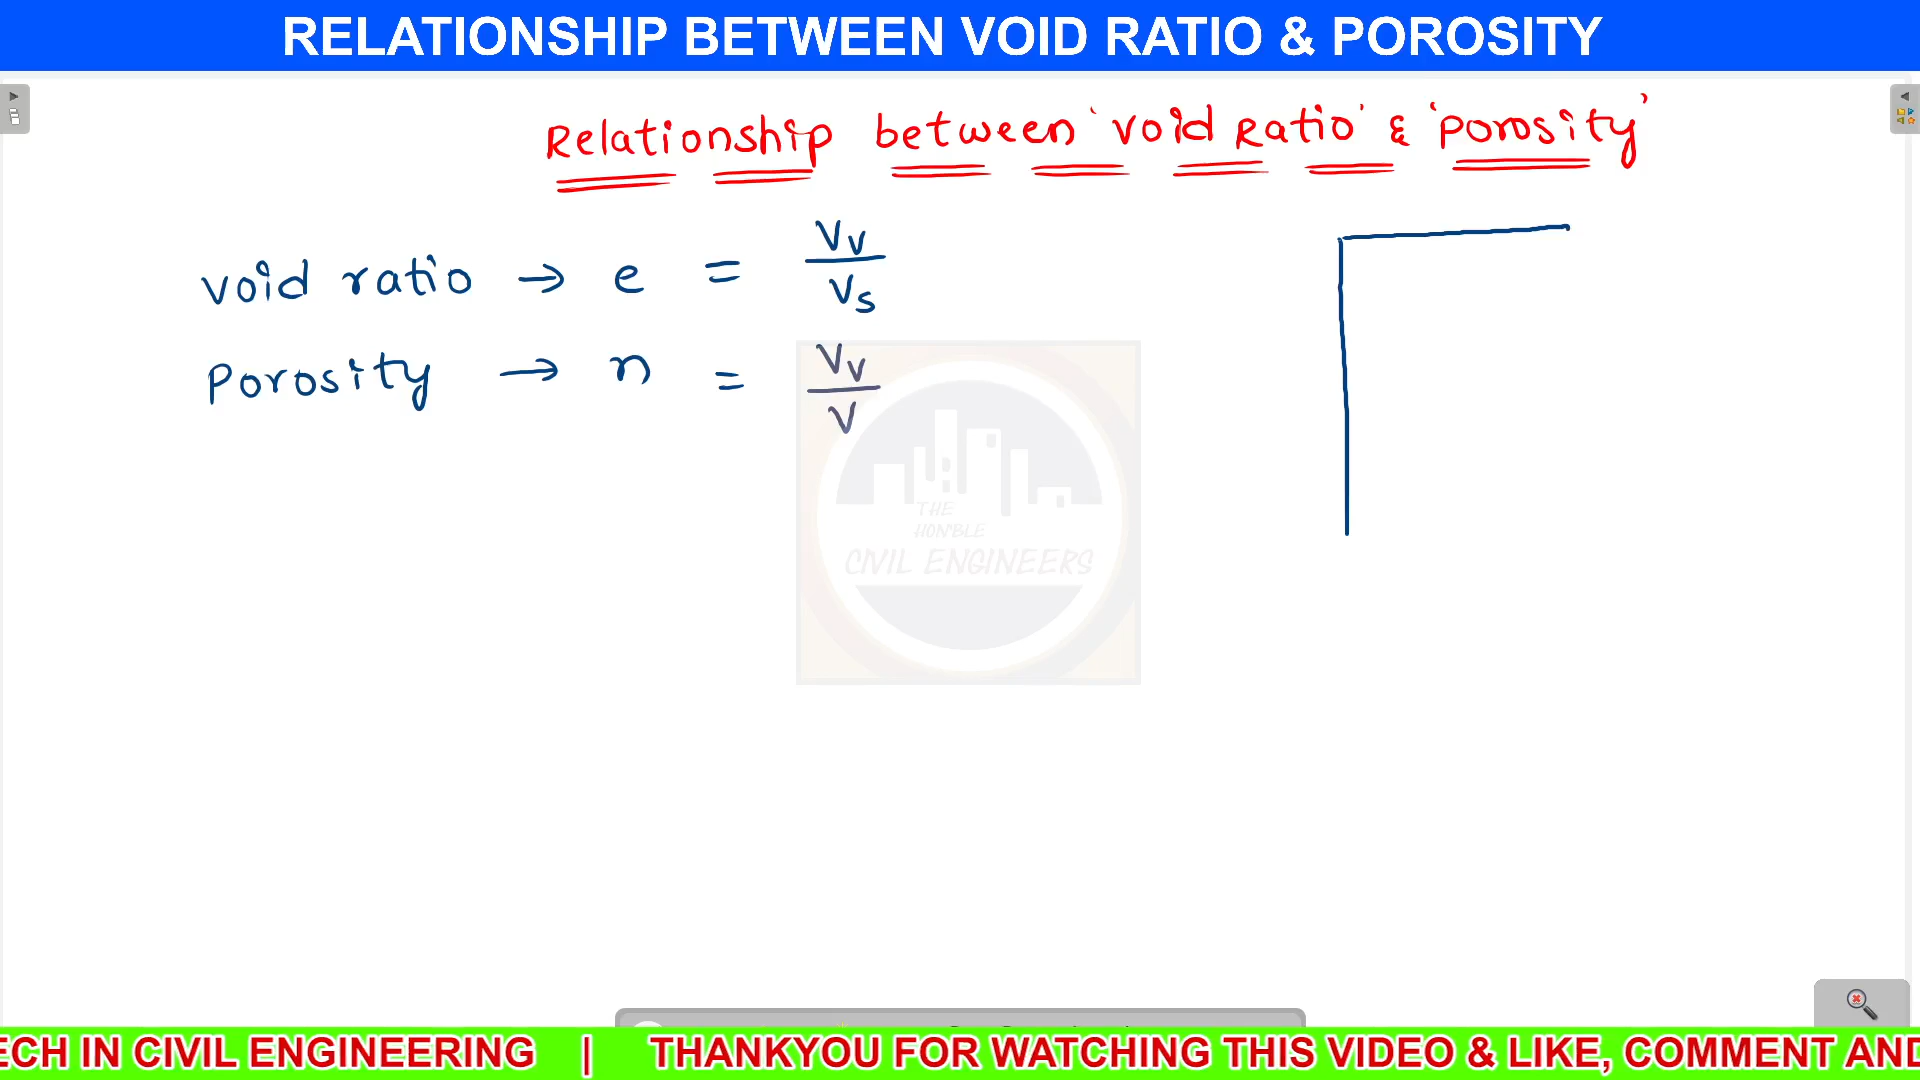 RELATIONSHIP BETWEEN VOID RATIO & POROSITY
Relationship between 'void Ratio' & 'Porosity'
void ratio → e = Vv/Vs
Porosity → n = Vv/V
THE
HON'BLE
CIVIL ENGINEERS
ECH IN CIVIL ENGINEERING | THANKYOU FOR WATCHING THIS VIDEO & LIKE, COMMENT AND